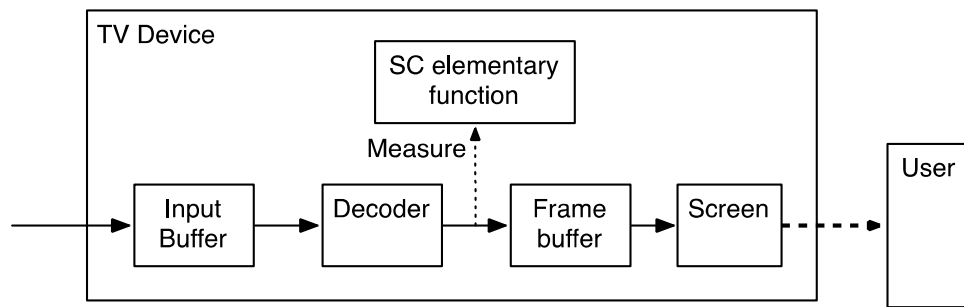 TV Device
SC elementary
function
Measure
Input
Buffer
Decoder
Frame
buffer
Screen
User